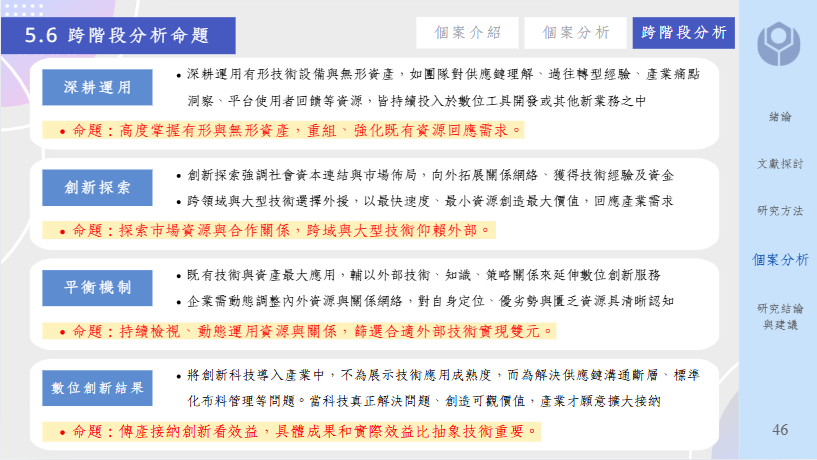 5.6 跨階段分析命題
個案介紹
個案分析
跨階段分析
深耕運用
• 深耕運用有形技術設備與無形資產，如團隊對供應鏈理解、過往轉型經驗、產業痛點
洞察、平台使用者回饋等資源，皆持續投入於數位工具開發或其他新業務之中
• 命題：高度掌握有形與無形資產，重組、強化既有資源回應需求。
創新探索
• 創新探索強調社會資本連結與市場佈局，向外拓展關係網絡、獲得技術經驗及資金
• 跨領域與大型技術選擇外援，以最快速度、最小資源創造最大價值，回應產業需求
• 命題：探索市場資源與合作關係，跨域與大型技術仰賴外部。
平衡機制
• 既有技術與資產最大應用，輔以外部技術、知識、策略關係來延伸數位創新服務
• 企業需動態調整內外資源與關係網絡，對自身定位、優劣勢與匱乏資源具清晰認知
• 命題：持續檢視、動態運用資源與關係，篩選合適外部技術實現雙元。
數位創新結果
• 將創新科技導入產業中，不為展示技術應用成熟度，而為解決供應鏈溝通斷層、標準
化布料管理等問題。當科技真正解決問題、創造可觀價值，產業才願意擴大接納
• 命題：傳產接納創新看效益，具體成果和實際效益比抽象技術重要。
緒論
文獻探討
研究方法
個案分析
研究結論
與建議
46